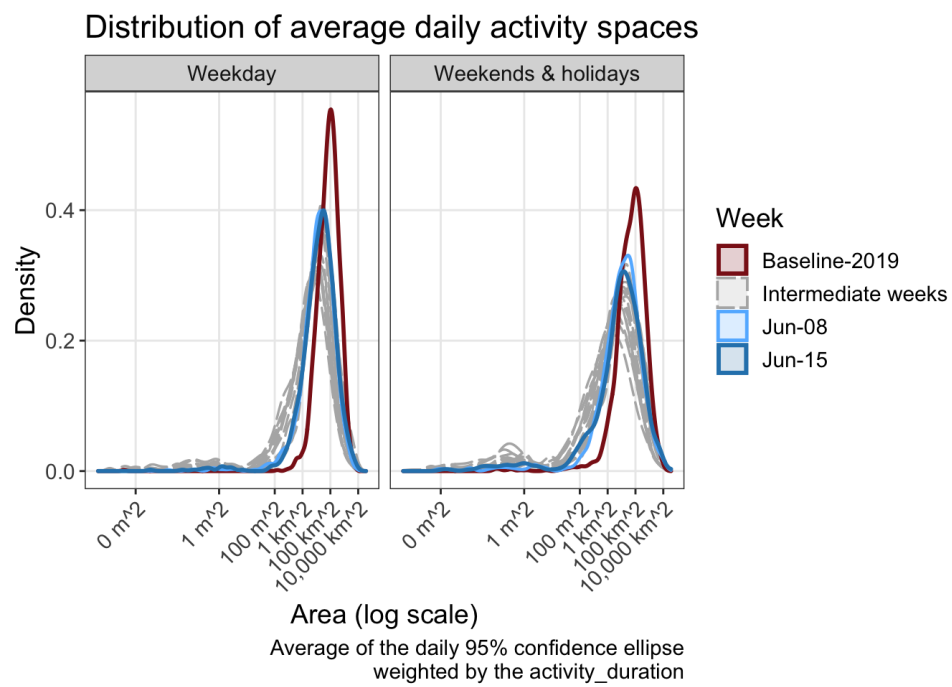 Distribution of average daily activity spaces
Weekday
Weekends & holidays
Density
0.4
0.2
0.0
0 m^2
1 m^2
100 m^2
1 km^2
100 km^2
10,000 km^2
0 m^2
1 m^2
100 m^2
1 km^2
100 km^2
10,000 km^2
Area (log scale)
Week
Baseline-2019
Intermediate weeks
Jun-08
Jun-15
Average of the daily 95% confidence ellipse
weighted by the activity_duration